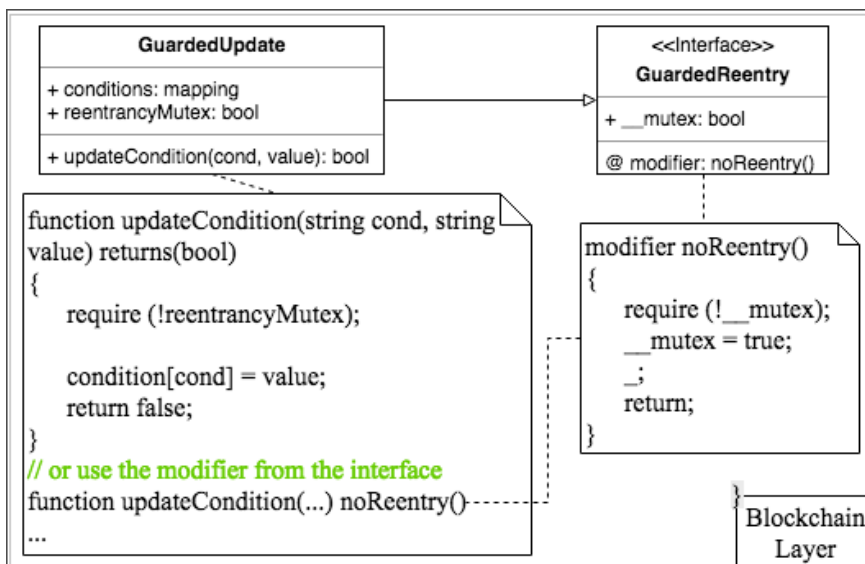 GuardedUpdate
+ conditions: mapping
+ reentrancyMutex: bool
+ updateCondition(cond, value): bool
<<Interface>>
GuardedReentry
+ __mutex: bool
@ modifier: noReentry()
function updateCondition(string cond, string
value) returns(bool)
{
require (!reentrancyMutex);
condition[cond] = value;
return false;
}
// or use the modifier from the interface
function updateCondition(...) noReentry()
...
modifier noReentry()
{
require (!__mutex);
__mutex = true;
_;
return;
}
}
Blockchain
Layer